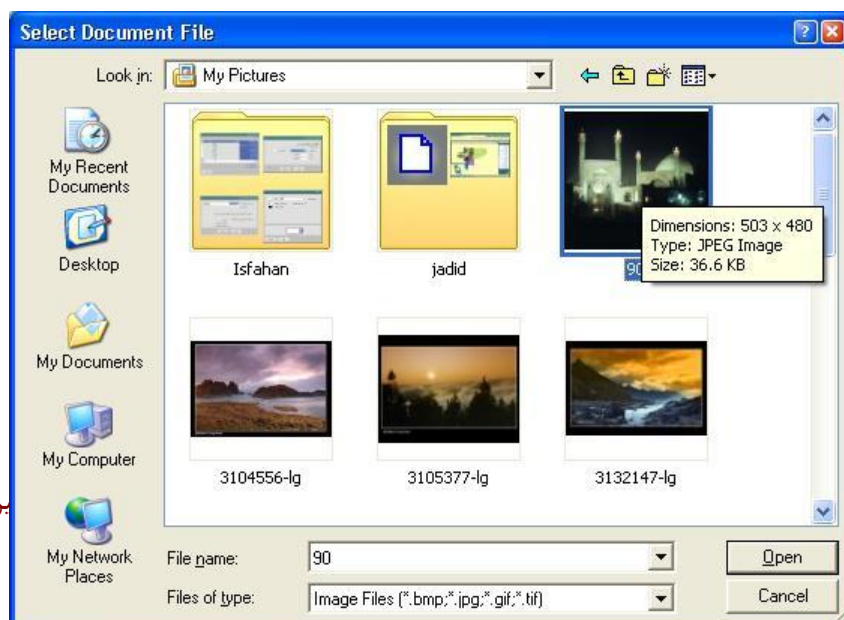 Select Document File
Look in:
My Pictures
My Recent
Documents
Desktop
My Documents
My Computer
My Network
Places
Isfahan
jadid
90
Dimensions: 503 x 480
Type: JPEG Image
Size: 36.6 KB
3104556-lg
3105377-lg
3132147-lg
File name:
90
Open
Files of type:
Image Files (*.bmp;*.jpg;*.gif;*.tif)
Cancel